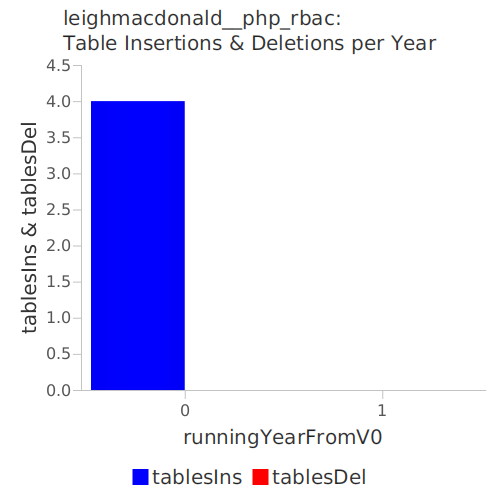 leighmacdonald__php_rbac:
Table Insertions & Deletions per Year
tablesIns & tablesDel
4.5
4.0
3.5
3.0
2.5
2.0
1.5
1.0
0.5
0.0
0 1
runningYearFromV0
tablesIns tablesDel